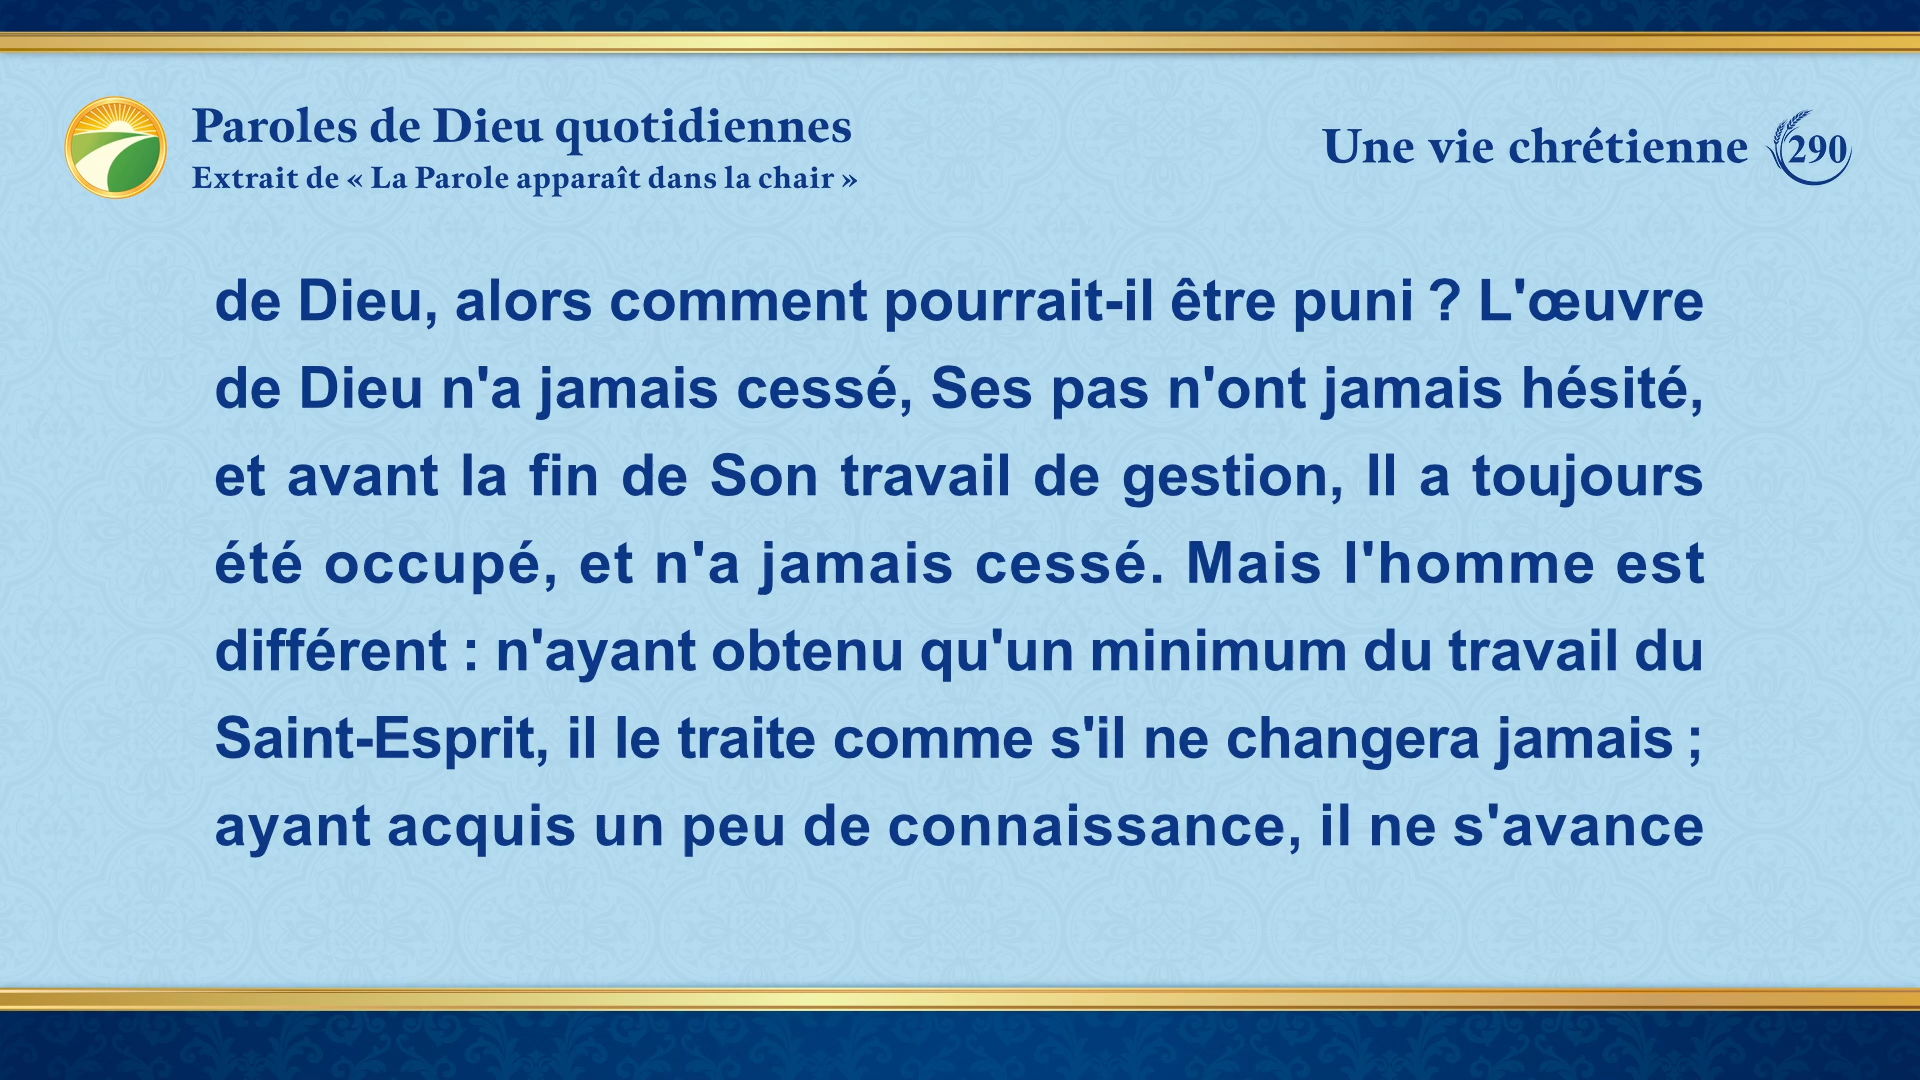 Paroles de Dieu quotidiennes
Extrait de « La Parole apparaît dans la chair »
Une vie chrétienne 290
de Dieu, alors comment pourrait-il être puni ? L'œuvre
de Dieu n'a jamais cessé, Ses pas n'ont jamais hésité,
et avant la fin de Son travail de gestion, Il a toujours
été occupé, et n'a jamais cessé. Mais l'homme est
différent : n'ayant obtenu qu'un minimum du travail du
Saint-Esprit, il le traite comme s'il ne changera jamais ;
ayant acquis un peu de connaissance, il ne s'avance